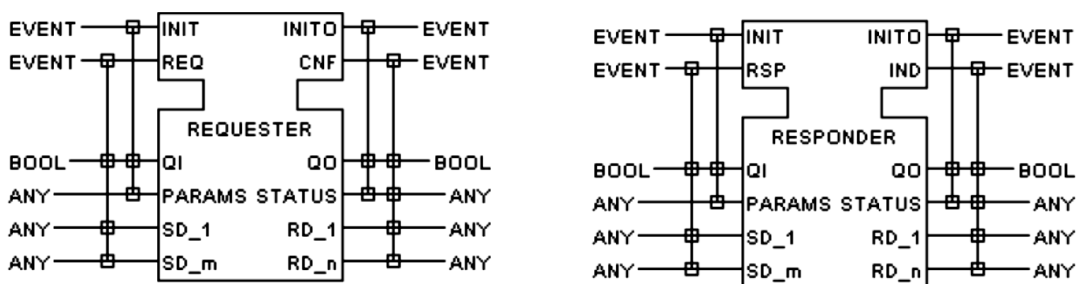 EVENT INIT INITO EVENT
EVENT REQ CNF EVENT
REQUESTER
BOOL QI QO BOOL
ANY PARAMS STATUS ANY
ANY SD_1 RD_1 ANY
ANY SD_m RD_n ANY
EVENT INIT INITO EVENT
EVENT RSP IND EVENT
RESPONDER
BOOL QI QO BOOL
ANY PARAMS STATUS ANY
ANY SD_1 RD_1 ANY
ANY SD_m RD_n ANY